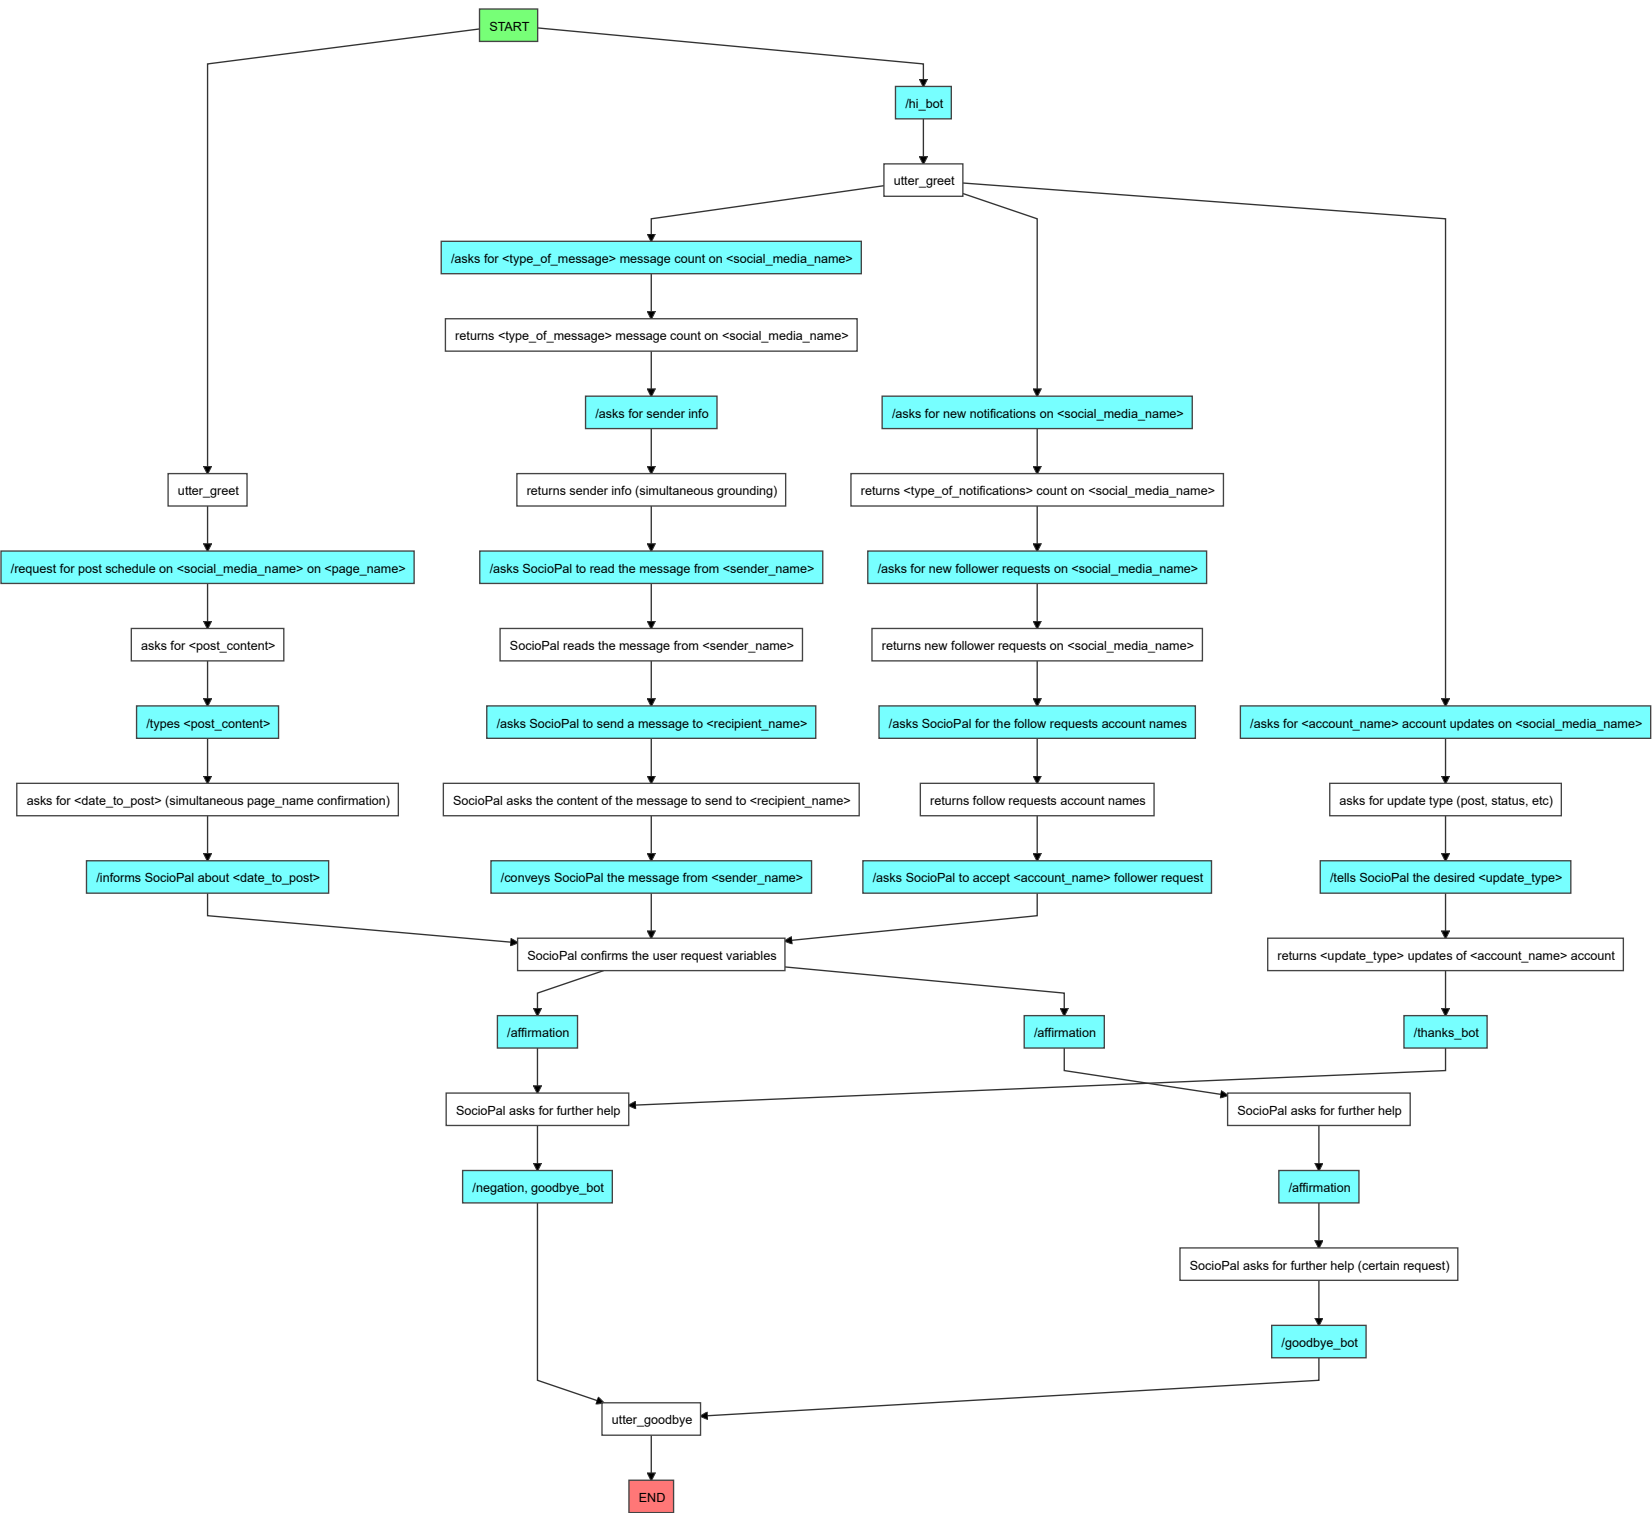 START
/hi_bot
utter_greet
/asks for <type_of_message> message count on <social_media_name>
returns <type_of_message> message count on <social_media_name>
/asks for sender info
/asks for new notifications on <social_media_name>
utter_greet
returns sender info (simultaneous grounding)
returns <type_of_notifications> count on <social_media_name>
/request for post schedule on <social_media_name> on <page_name>
/asks SocioPal to read the message from <sender_name>
/asks for new follower requests on <social_media_name>
asks for <post_content>
SocioPal reads the message from <sender_name>
returns new follower requests on <social_media_name>
/types <post_content>
/asks SocioPal to send a message to <recipient_name>
/asks SocioPal for the follow requests account names
/asks for <account_name> account updates on <social_media_name>
asks for <date_to_post> (simultaneous page_name confirmation)
SocioPal asks the content of the message to send to <recipient_name>
returns follow requests account names
asks for update type (post, status, etc)
/informs SocioPal about <date_to_post>
/conveys SocioPal the message from <sender_name>
/asks SocioPal to accept <account_name> follower request
/tells SocioPal the desired <update_type>
SocioPal confirms the user request variables
returns <update_type> updates of <account_name> account
/affirmation
/affirmation
/thanks_bot
SocioPal asks for further help
SocioPal asks for further help
/negation, goodbye_bot
/affirmation
SocioPal asks for further help (certain request)
/goodbye_bot
utter_goodbye
END